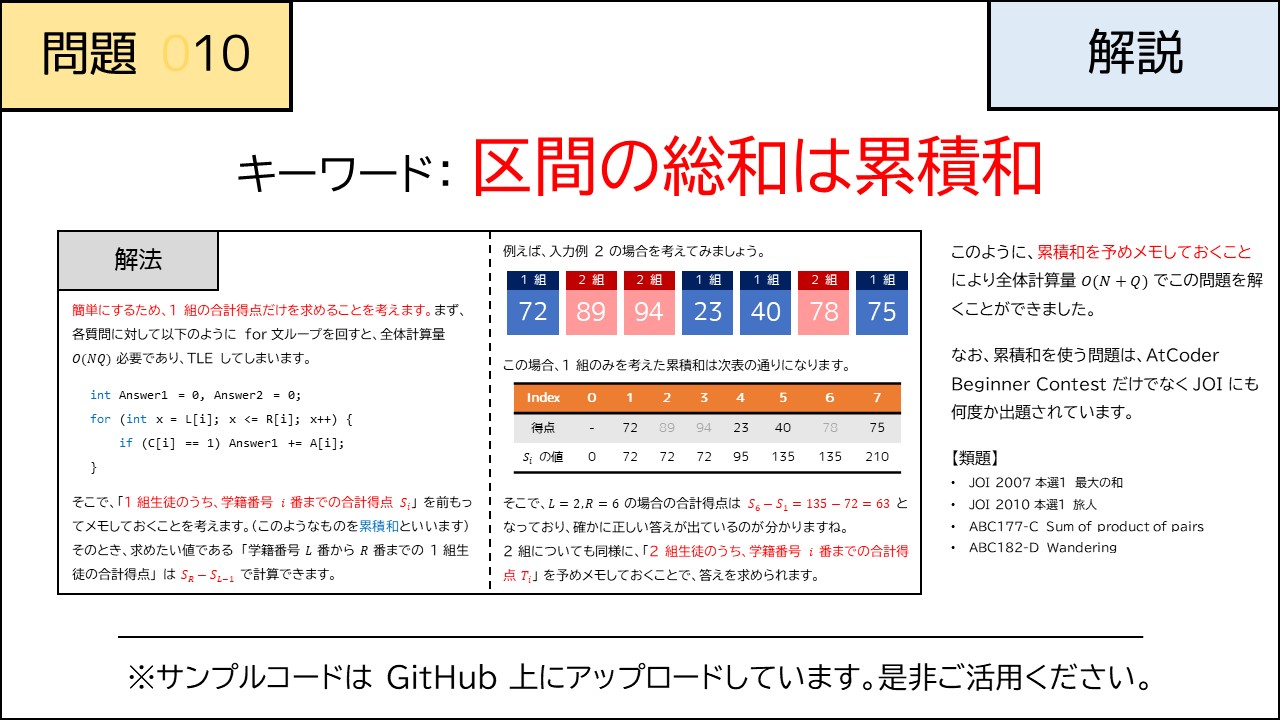 問題 010
解説
キーワード: 区間の総和は累積和
解法
簡単にするため、1 組の合計得点だけを求めることを考えます。まず、
各質問に対して以下のように for 文ループを回すと、全体計算量
O(NQ) 必要であり、TLE してしまいます。
int Answer1 = 0, Answer2 = 0;
for (int x = L[i]; x <= R[i]; x++) {
if (C[i] == 1) Answer1 += A[i];
}
そこで、「1 組生徒のうち、学籍番号 i 番までの合計得点 S_i」を前もっ
てメモしておくことを考えます。（このようなものを累積和といいます）
そのとき、求めたい値である 「学籍番号 L 番から R 番までの 1 組生
徒の合計得点」 は S_R − S_{L−1} で計算できます。
例えば、入力例 2 の場合を考えてみましょう。
1 組 2 組 2 組 1 組 1 組 2 組 1 組
72 89 94 23 40 78 75
この場合、1 組のみを考えた累積和は次表の通りになります。
Index 0 1 2 3 4 5 6 7
得点 - 72 89 94 23 40 78 75
S_i の値 0 72 72 72 95 135 135 210
そこで、L = 2, R = 6 の場合の合計得点は S_6 − S_1 = 135 − 72 = 63 と
なっており、確かに正しい答えが出ているのが分かりますね。
2 組についても同様に、「2 組生徒のうち、学籍番号 i 番までの合計得
点 T_i」 を予めメモしておくことで、答えを求められます。
このように、累積和を予めメモしておくこと
により全体計算量 O(N + Q) でこの問題を解
くことができました。
なお、累積和を使う問題は、AtCoder
Beginner Contest だけでなく JOI にも
何度か出題されています。
【類題】
• JOI 2007 本選1 最大の和
• JOI 2010 本選1 旅人
• ABC177-C Sum of product of pairs
• ABC182-D Wandering
※サンプルコードは GitHub 上にアップロードしています。是非ご活用ください。